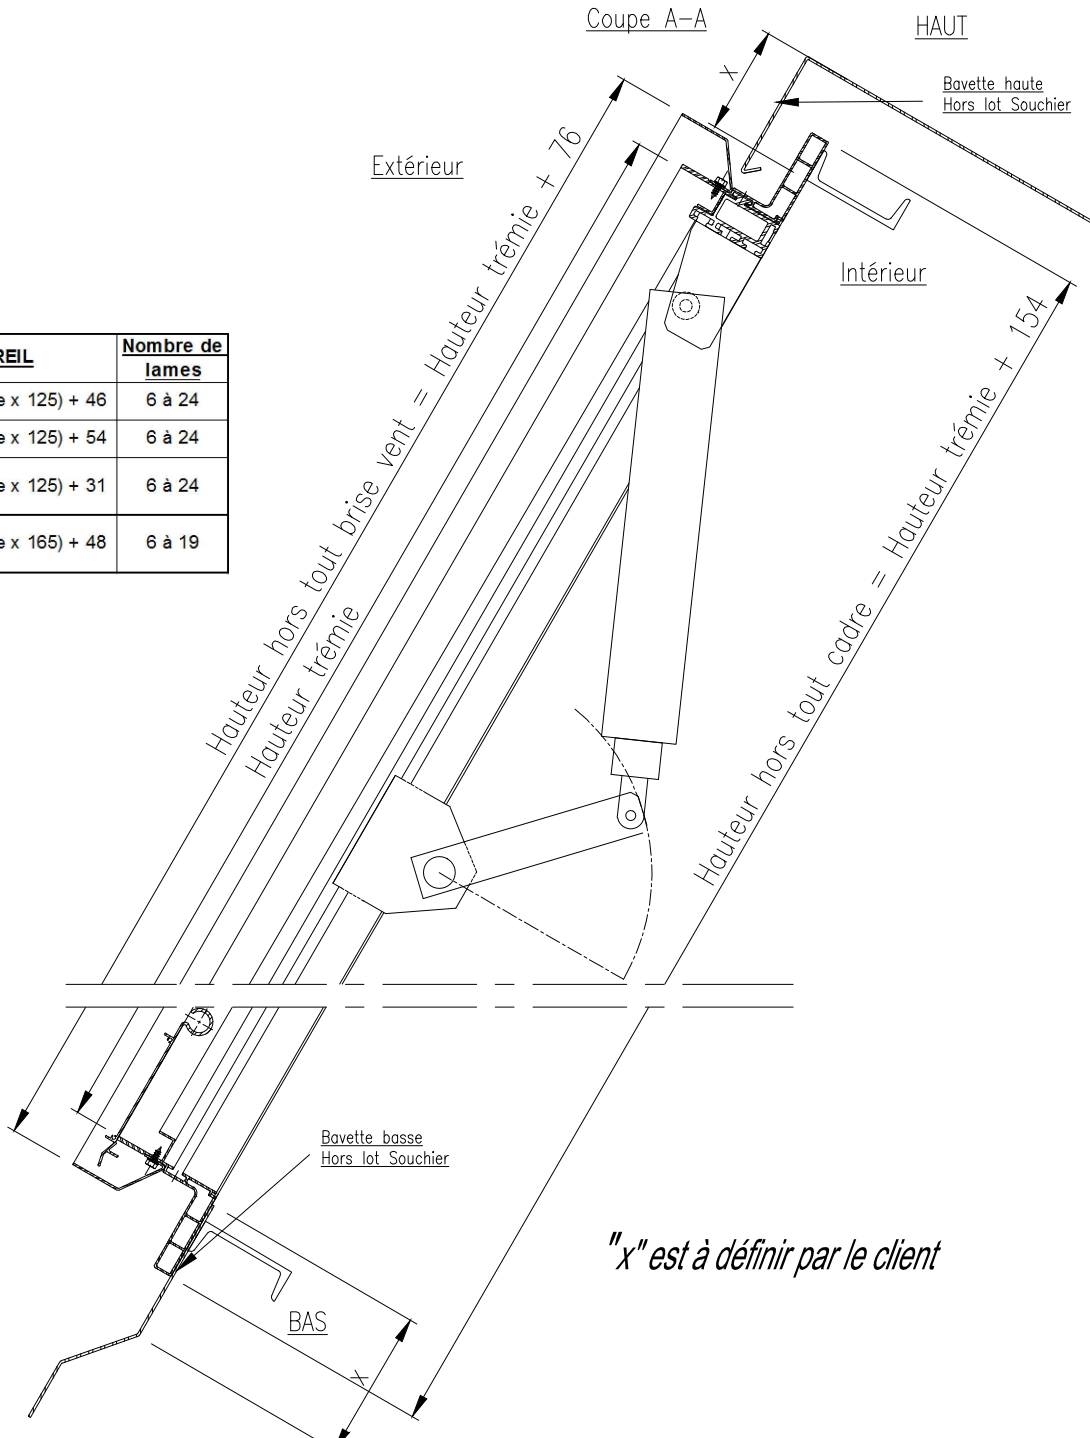 Coupe A-A
HAUT
x
Bavette haute
Hors lot Souchier
Extérieur
Intérieur
Hauteur hors tout brise vent = Hauteur trémie + 76
Hauteur trémie
Hauteur hors tout cadre = Hauteur trémie + 154
REIL
Nombre de
lames
x 125) + 46
6 à 24
x 125) + 54
6 à 24
x 125) + 31
6 à 24
x 165) + 48
6 à 19
Bavette basse
Hors lot Souchier
"x" est à définir par le client
BAS
x